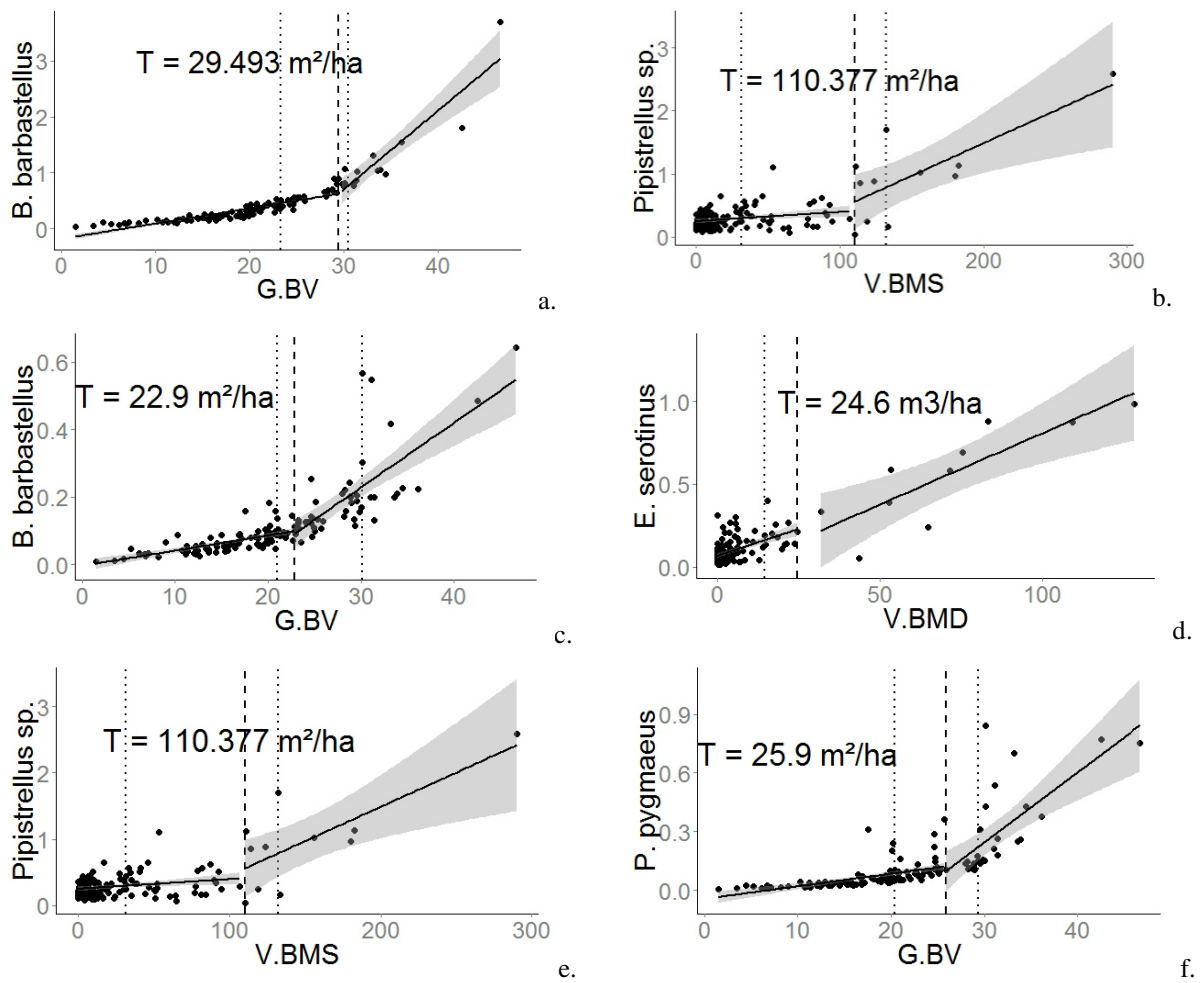 T = 29.493 m²/ha
B. barbastellus
3
2
1
0
0 10 20 30 40
G.BV
a.
T = 110.377 m²/ha
Pipistrellus sp.
3
2
1
0
0 100 200 300
V.BMS
b.
T = 22.9 m²/ha
B. barbastellus
0.6
0.4
0.2
0.0
0 20 40
G.BV
c.
T = 24.6 m3/ha
E. serotinus
1.0
0.5
0.0
0 50 100
V.BMD
d.
T = 110.377 m²/ha
Pipistrellus sp.
3
2
1
0
0 100 200 300
V.BMS
e.
T = 25.9 m²/ha
P. pygmaeus
0.9
0.6
0.3
0.0
0 10 20 30 40
G.BV
f.